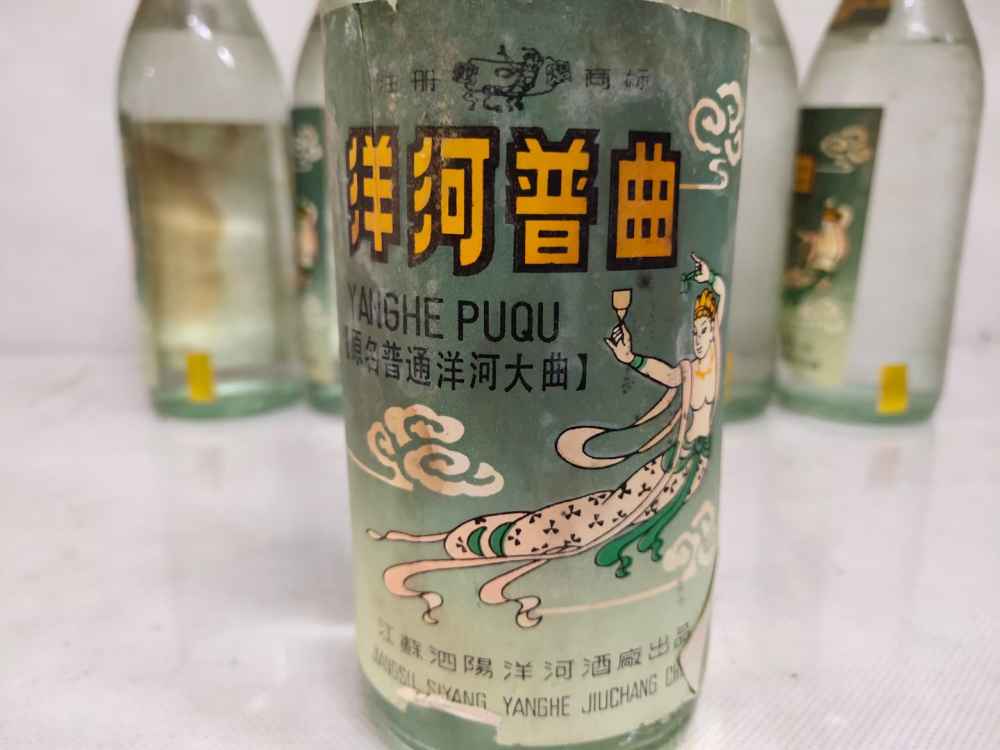 注册 商标
洋河普曲
YANGHE PUQU
【原名普通洋河大曲】
江蘇泗陽洋河酒廠出品
JIANGSU SIYANG YANGHE JIUCHANG